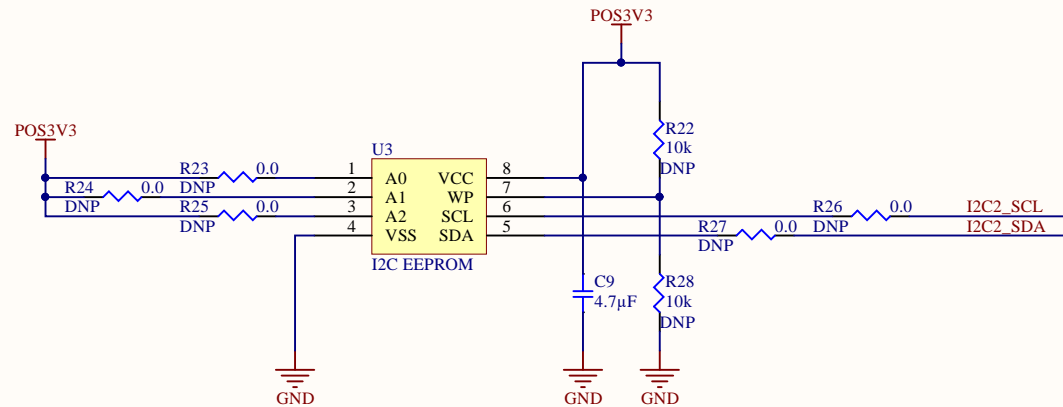 POS3V3
POS3V3
R22
10k
DNP
U3
R23 0.0
DNP
R24 0.0
DNP
R25 0.0
DNP
1 A0 VCC 8
2 A1 WP 7
3 A2 SCL 6
4 VSS SDA 5
I2C EEPROM
R26 0.0
DNP
I2C2_SCL
R27 0.0
DNP
I2C2_SDA
C9
4.7µF
R28
10k
DNP
GND
GND
GND